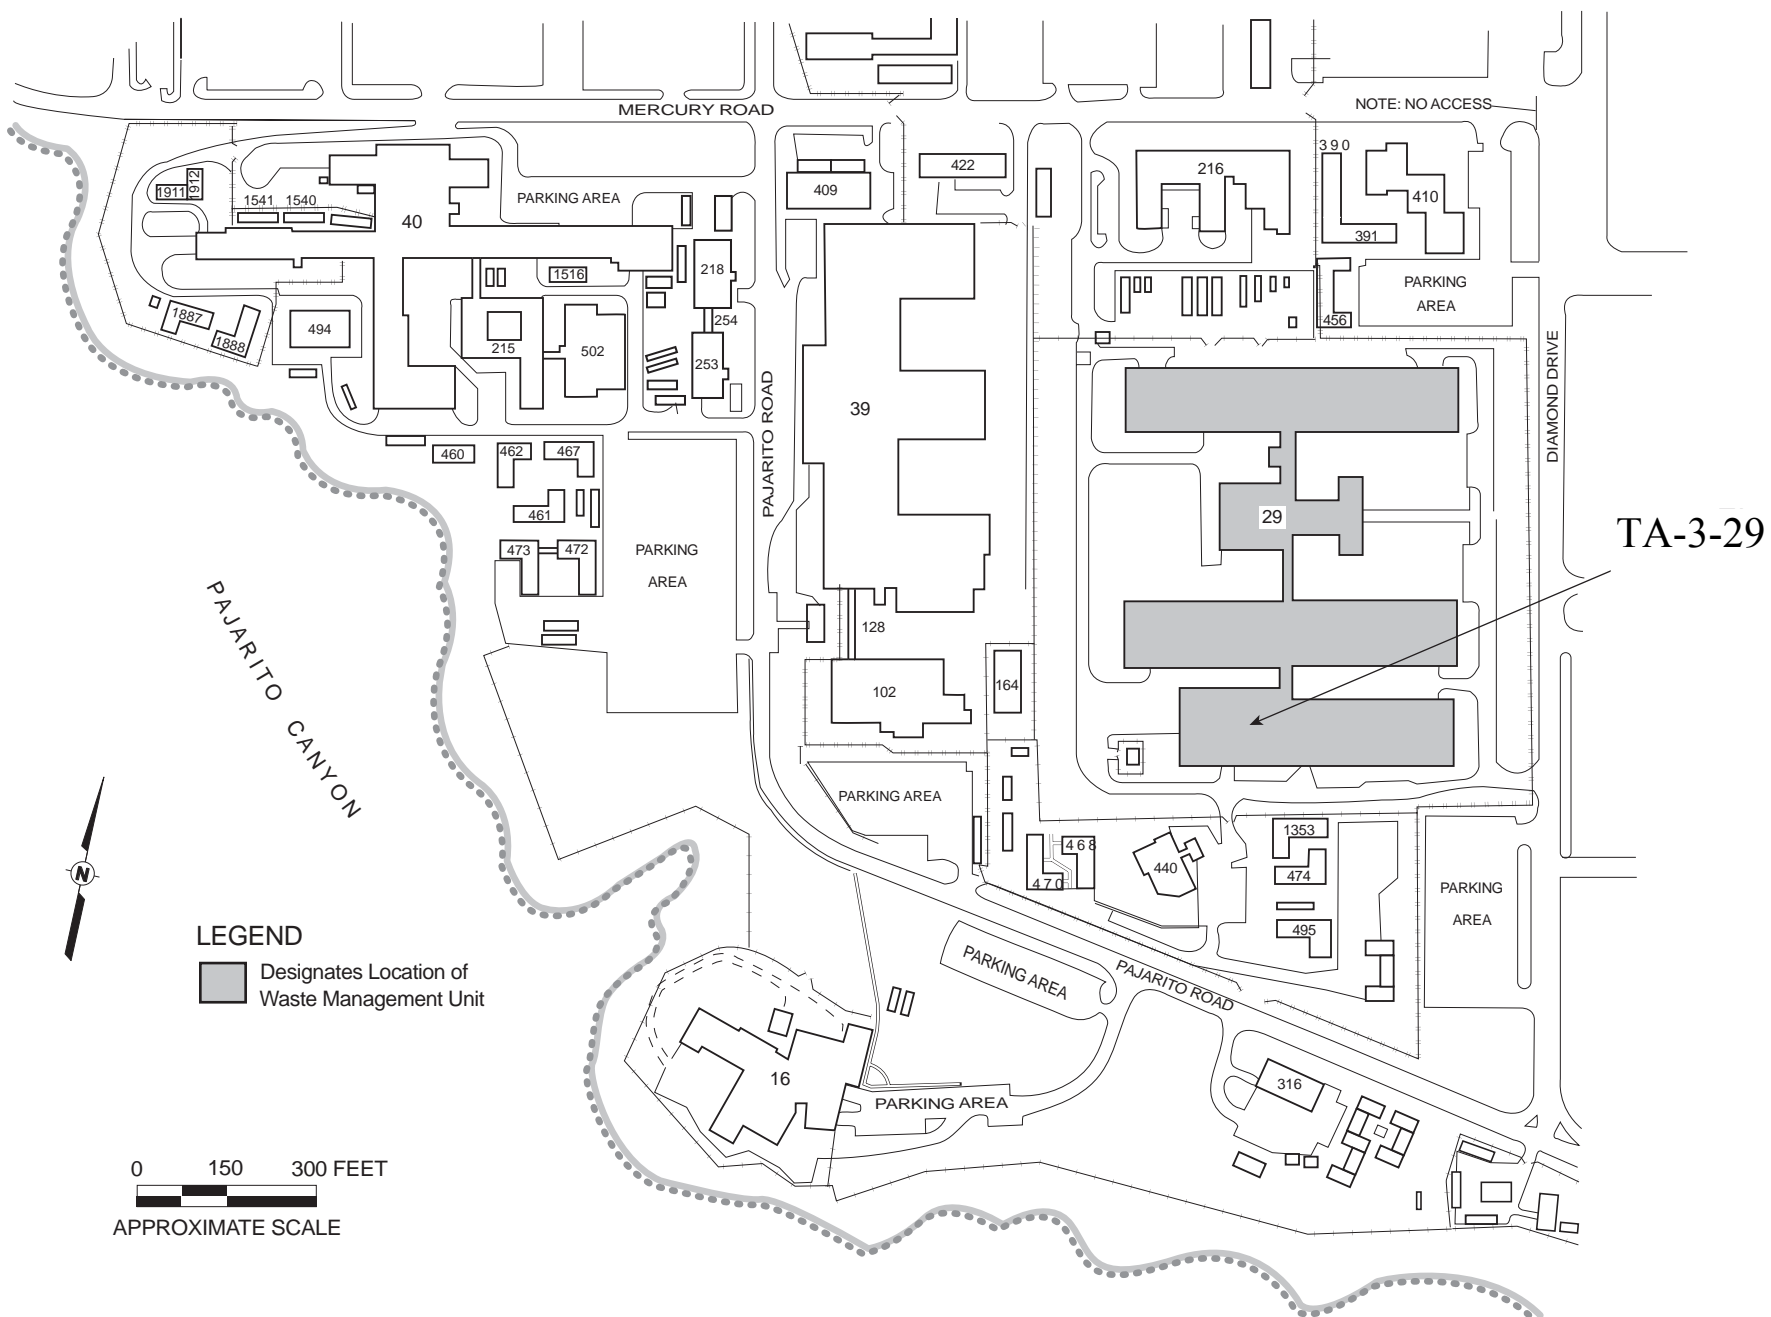 MERCURY ROAD
NOTE: NO ACCESS
390
422
216
409
410
1911
1912
1541
1540
PARKING AREA
40
391
218
1516
PARKING
AREA
1887
1888
494
254
456
215
502
253
PAJARITO ROAD
39
DIAMOND DRIVE
460
462
467
461
29
TA-3-29
473
472
PARKING
AREA
128
PAJARITO CANYON
102
164
PARKING AREA
1353
468
440
474
470
PARKING
AREA
495
LEGEND
Designates Location of
Waste Management Unit
PARKING AREA
PAJARITO ROAD
N
16
316
PARKING AREA
0 150 300 FEET
APPROXIMATE SCALE